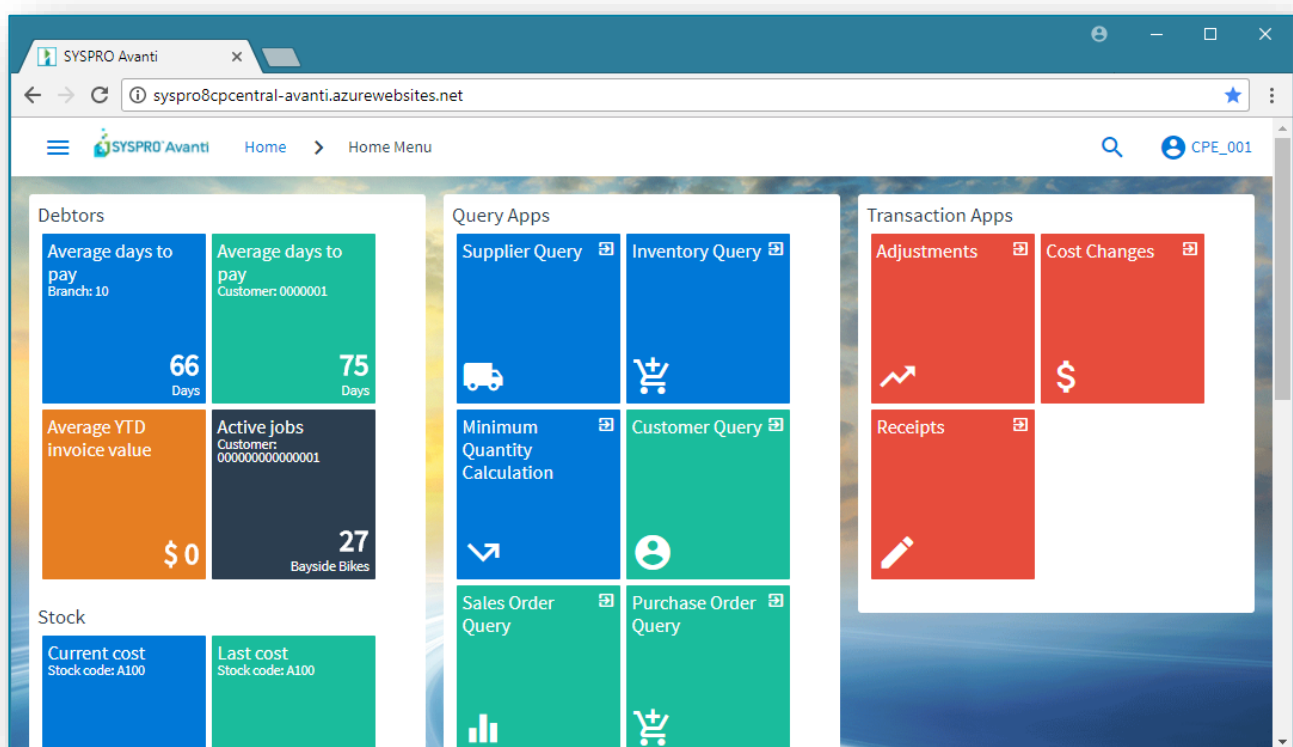 SYSPRO Avanti
syspro8cpcentral-avanti.azurewebsites.net
SYSPRO Avanti
Home
Home Menu
CPE_001
Debtors
Average days to
pay
Branch: 10
66
Days
Average days to
pay
Customer: 0000001
75
Days
Average YTD
invoice value
$ 0
Active jobs
Customer:
000000000000001
27
Bayside Bikes
Stock
Current cost
Stock code: A100
Last cost
Stock code: A100
Query Apps
Supplier Query
Inventory Query
Minimum
Quantity
Calculation
Customer Query
Sales Order
Query
Purchase Order
Query
Transaction Apps
Adjustments
Cost Changes
$
Receipts